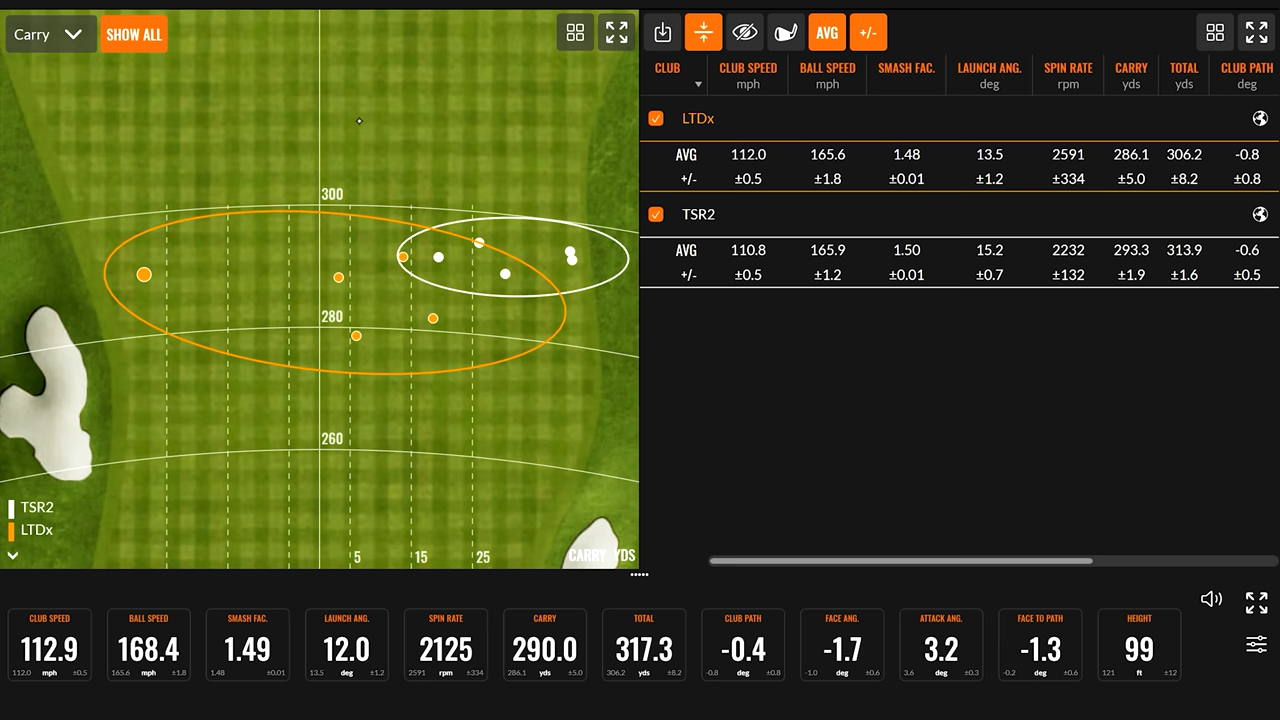 Carry SHOW ALL
300
280
260
TSR2
LTDx
5 15 25 CARRY YDS
AVG +/-
CLUB CLUB SPEED BALL SPEED SMASH FAC. LAUNCH ANG. SPIN RATE CARRY TOTAL CLUB PATH
mph mph deg rpm yds yds deg
LTDx
AVG 112.0 165.6 1.48 13.5 2591 286.1 306.2 -0.8
+/- ±0.5 ±1.8 ±0.01 ±1.2 ±334 ±5.0 ±8.2 ±0.8
TSR2
AVG 110.8 165.9 1.50 15.2 2232 293.3 313.9 -0.6
+/- ±0.5 ±1.2 ±0.01 ±0.7 ±132 ±1.9 ±1.6 ±0.5
CLUB SPEED BALL SPEED SMASH FAC. LAUNCH ANG. SPIN RATE CARRY TOTAL CLUB PATH FACE ANG. ATTACK ANG. FACE TO PATH HEIGHT
112.9 168.4 1.49 12.0 2125 290.0 317.3 -0.4 -1.7 3.2 -1.3 99
112.0 mph ±0.5 165.6 mph ±1.8 1.48 ±0.01 13.5 deg ±1.2 2591 rpm ±334 286.1 yds ±5.0 306.2 yds ±8.2 -0.8 deg ±0.8 -1.0 deg ±0.6 3.6 deg ±0.3 -0.2 deg ±0.6 121 ft ±12